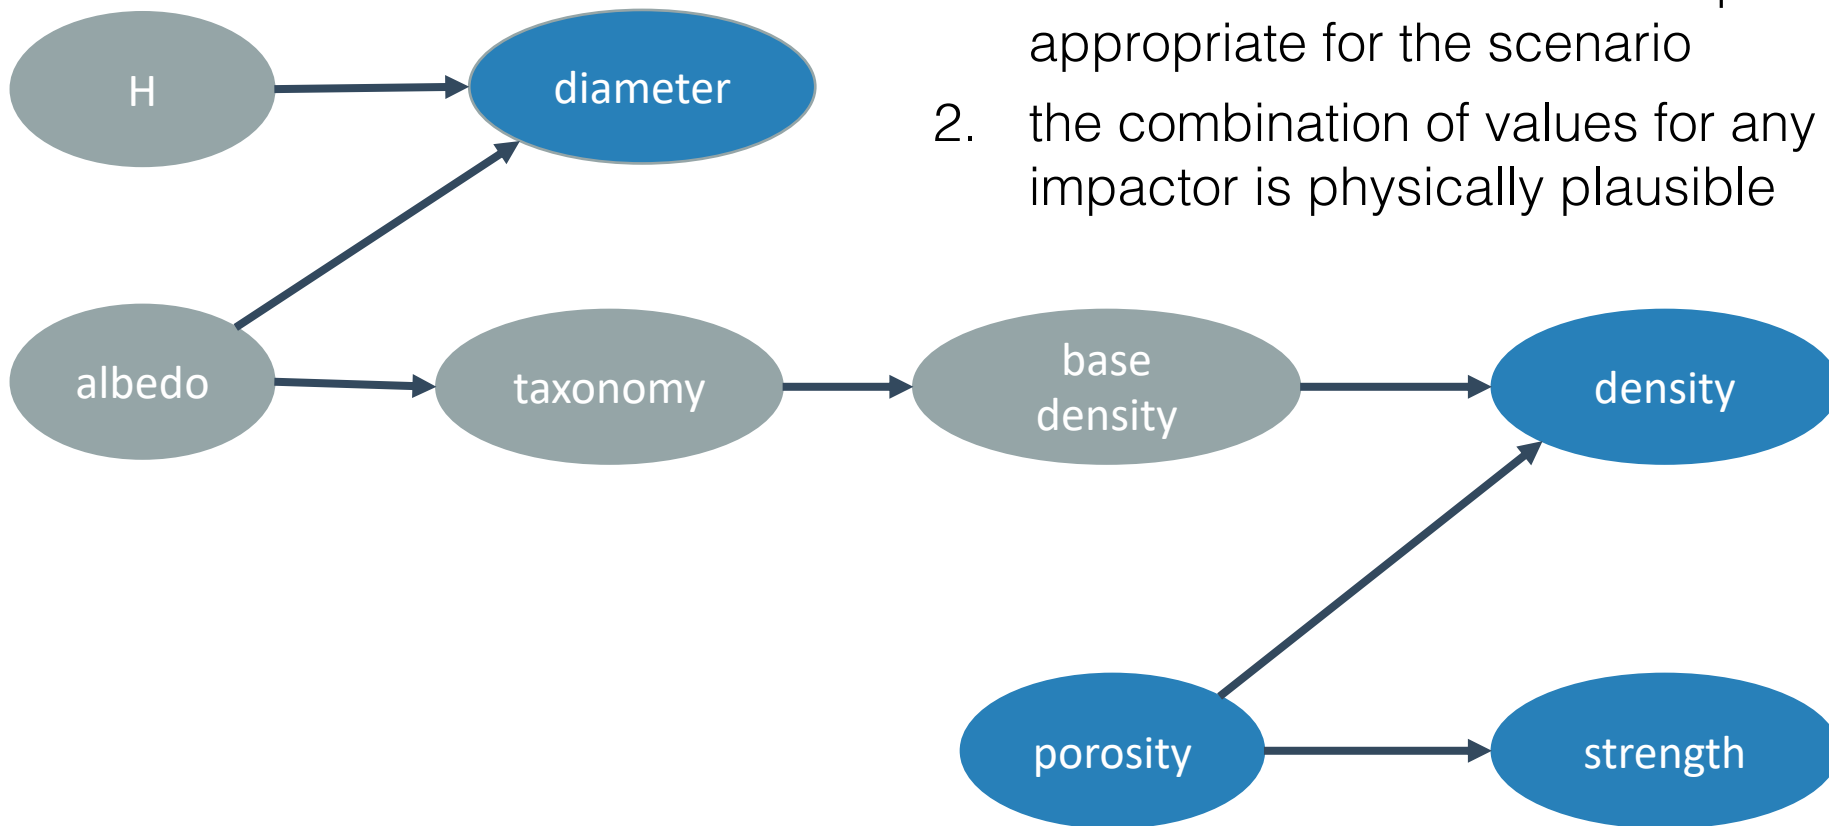 appropriate for the scenario
2. the combination of values for any
impactor is physically plausible
H
diameter
albedo
taxonomy
base
density
density
porosity
strength